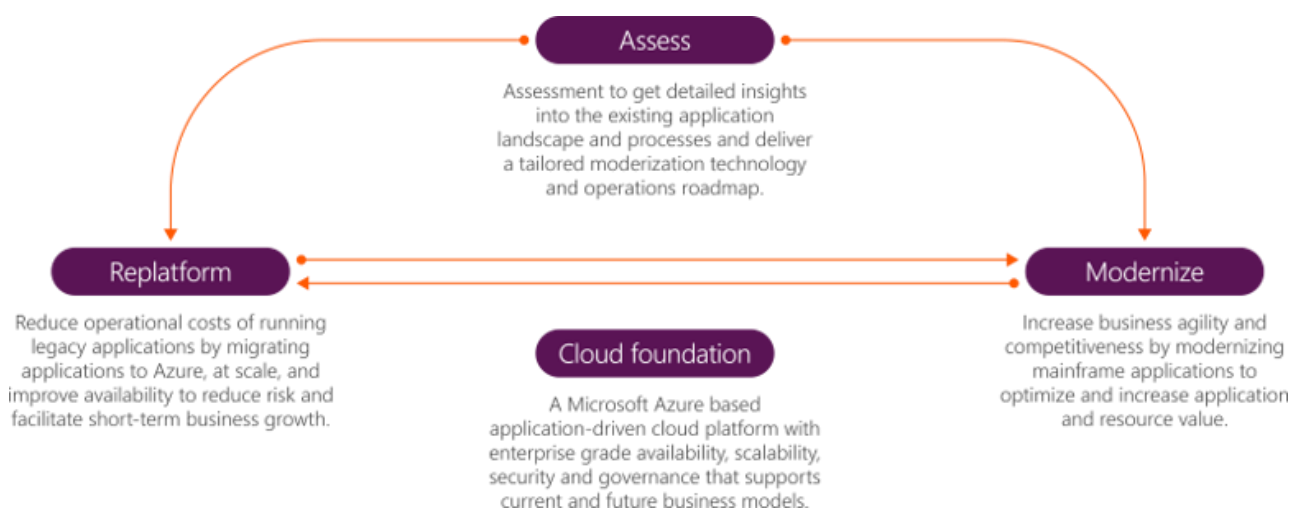 Assess
Assessment to get detailed insights
into the existing application
landscape and processes and deliver
a tailored moderization technology
and operations roadmap.
Replatform
Reduce operational costs of running
legacy applications by migrating
applications to Azure, at scale, and
improve availability to reduce risk and
facilitate short-term business growth.
Modernize
Increase business agility and
competitiveness by modernizing
mainframe applications to
optimize and increase application
and resource value.
Cloud foundation
A Microsoft Azure based
application-driven cloud platform with
enterprise grade availability, scalability,
security and governance that supports
current and future business models.